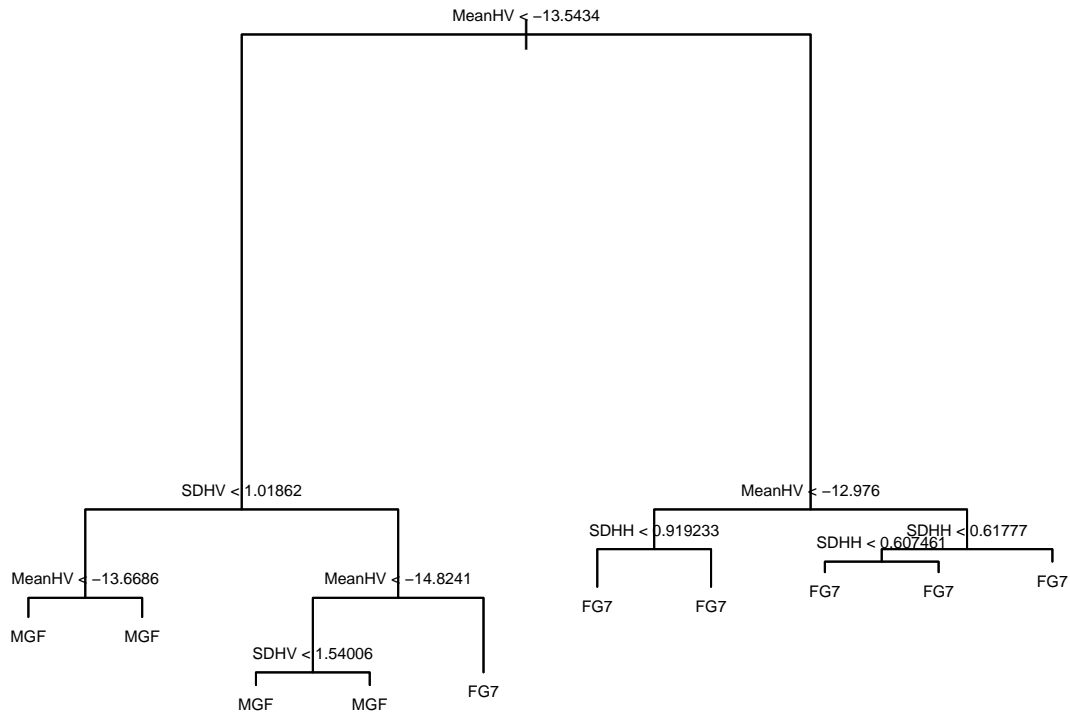 MeanHV < −13.5434
SDHV < 1.01862
MeanHV < −12.976
SDHH < 0.919233
SDHH < 0.61777
SDHH < 0.607461
MeanHV < −13.6686
MeanHV < −14.8241
FG7
FG7
FG7
FG7
FG7
MGF
MGF
SDHV < 1.54006
MGF
MGF
FG7